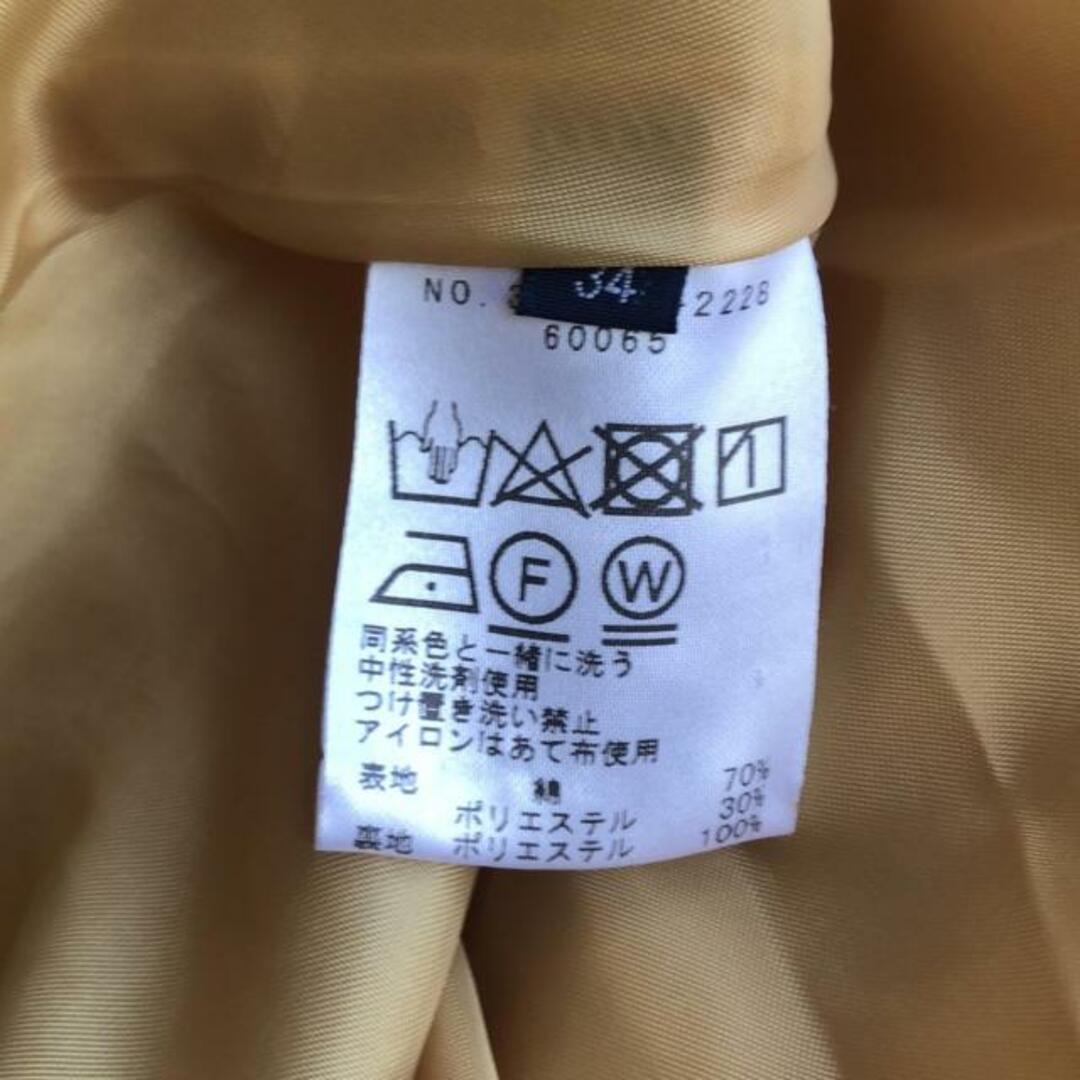 34
NO. 2228
60065
F W
同系色と一緒に洗う
中性洗剤使用
つけ置き洗い禁止
アイロンはあて布使用
表地 綿 70%
ポリエステル 30%
裏地 ポリエステル 100%